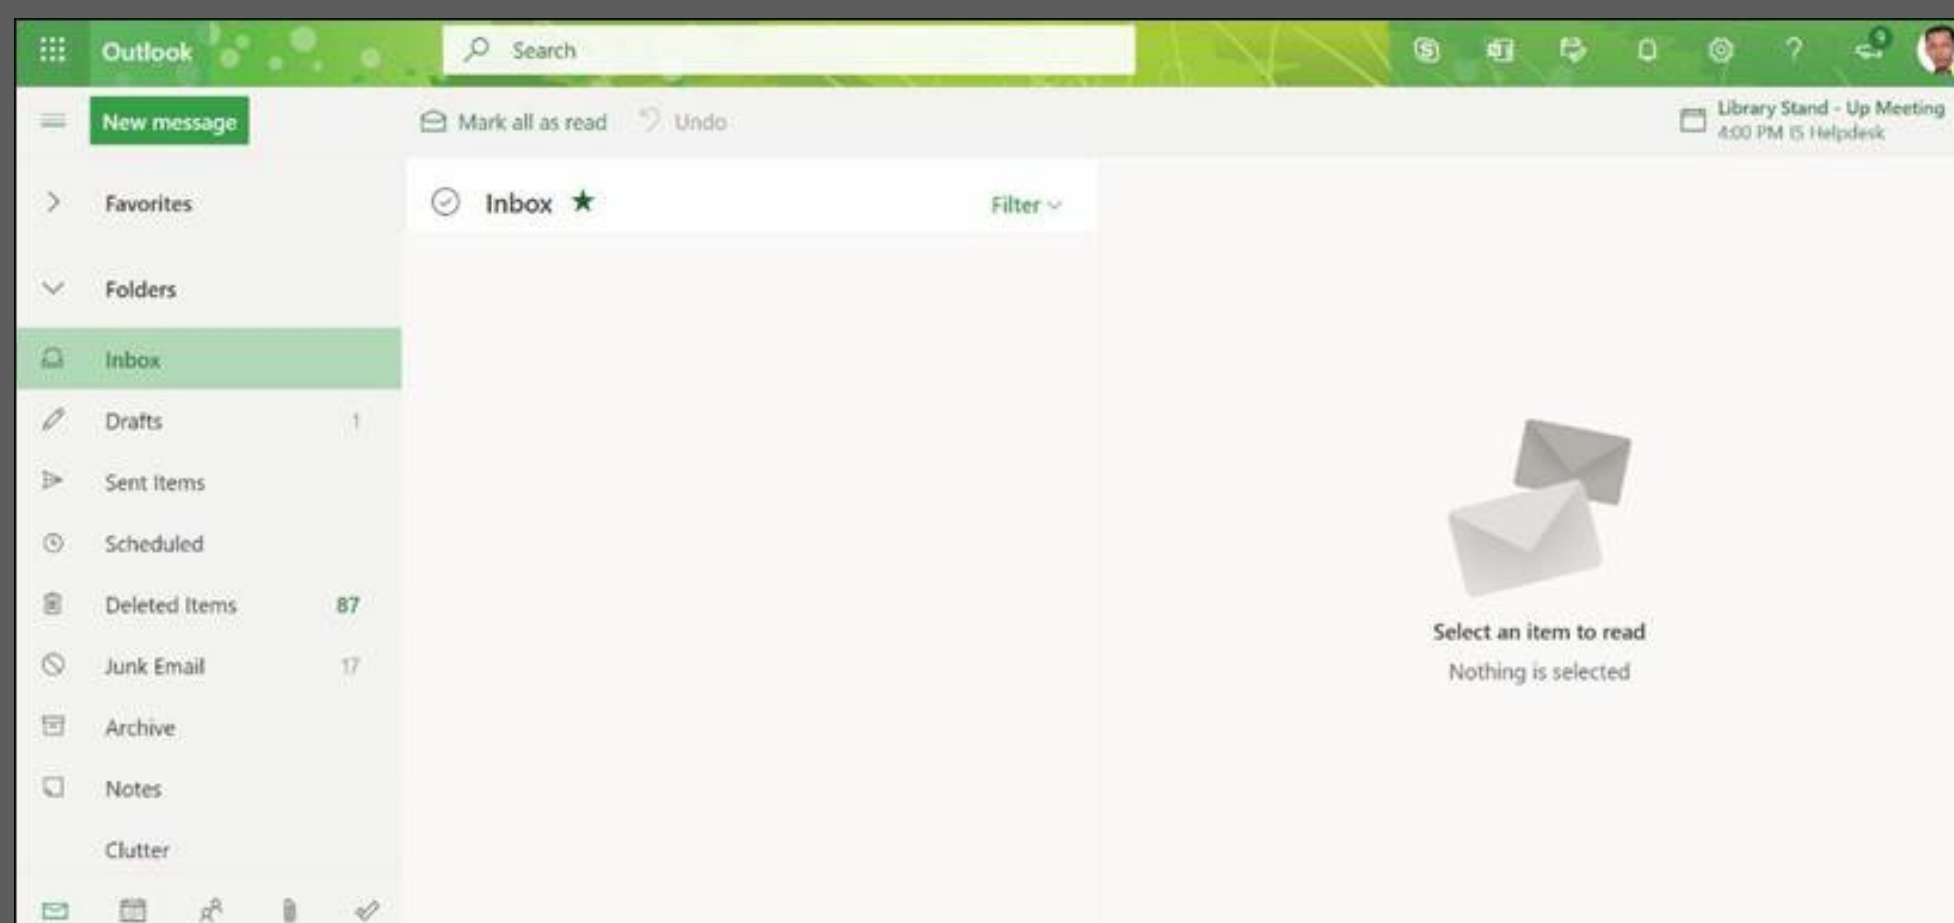 Outlook
Search
9
New message
Mark all as read
Undo
Library Stand - Up Meeting
4:00 PM IS Helpdesk
Favorites
Inbox
Filter
Folders
Inbox
Drafts 1
Sent Items
Scheduled
Deleted Items 87
Junk Email 17
Archive
Notes
Clutter
Select an item to read
Nothing is selected